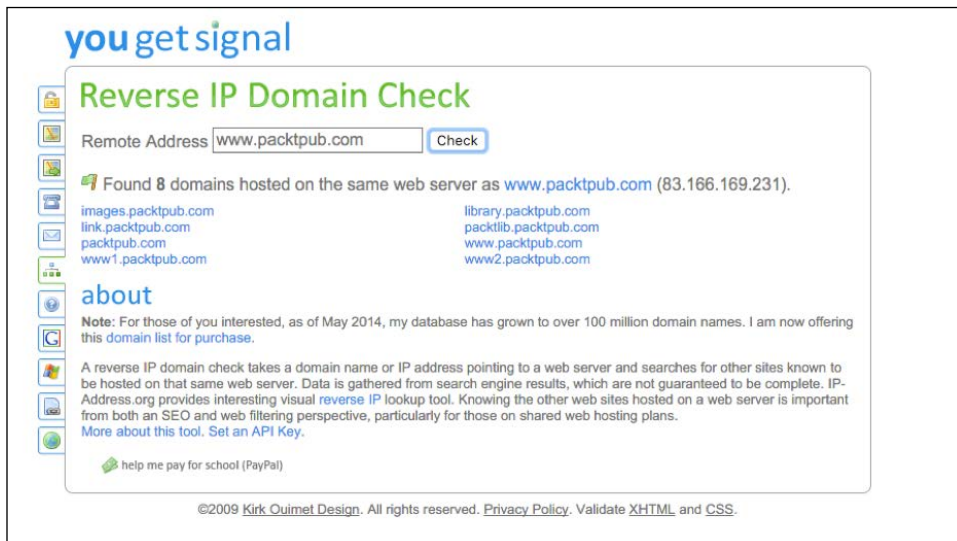 you get signal
Reverse IP Domain Check
Remote Address www.packtpub.com Check
Found 8 domains hosted on the same web server as www.packtpub.com (83.166.169.231).
images.packtpub.com library.packtpub.com
link.packtpub.com packtlib.packtpub.com
packtpub.com www.packtpub.com
www1.packtpub.com www2.packtpub.com
about
Note: For those of you interested, as of May 2014, my database has grown to over 100 million domain names. I am now offering
this domain list for purchase.
A reverse IP domain check takes a domain name or IP address pointing to a web server and searches for other sites known to
be hosted on that same web server. Data is gathered from search engine results, which are not guaranteed to be complete. IP-
Address.org provides interesting visual reverse IP lookup tool. Knowing the other web sites hosted on a web server is important
from both an SEO and web filtering perspective, particularly for those on shared web hosting plans.
More about this tool. Set an API Key.
help me pay for school (PayPal)
©2009 Kirk Ouimet Design. All rights reserved. Privacy Policy. Validate XHTML and CSS.